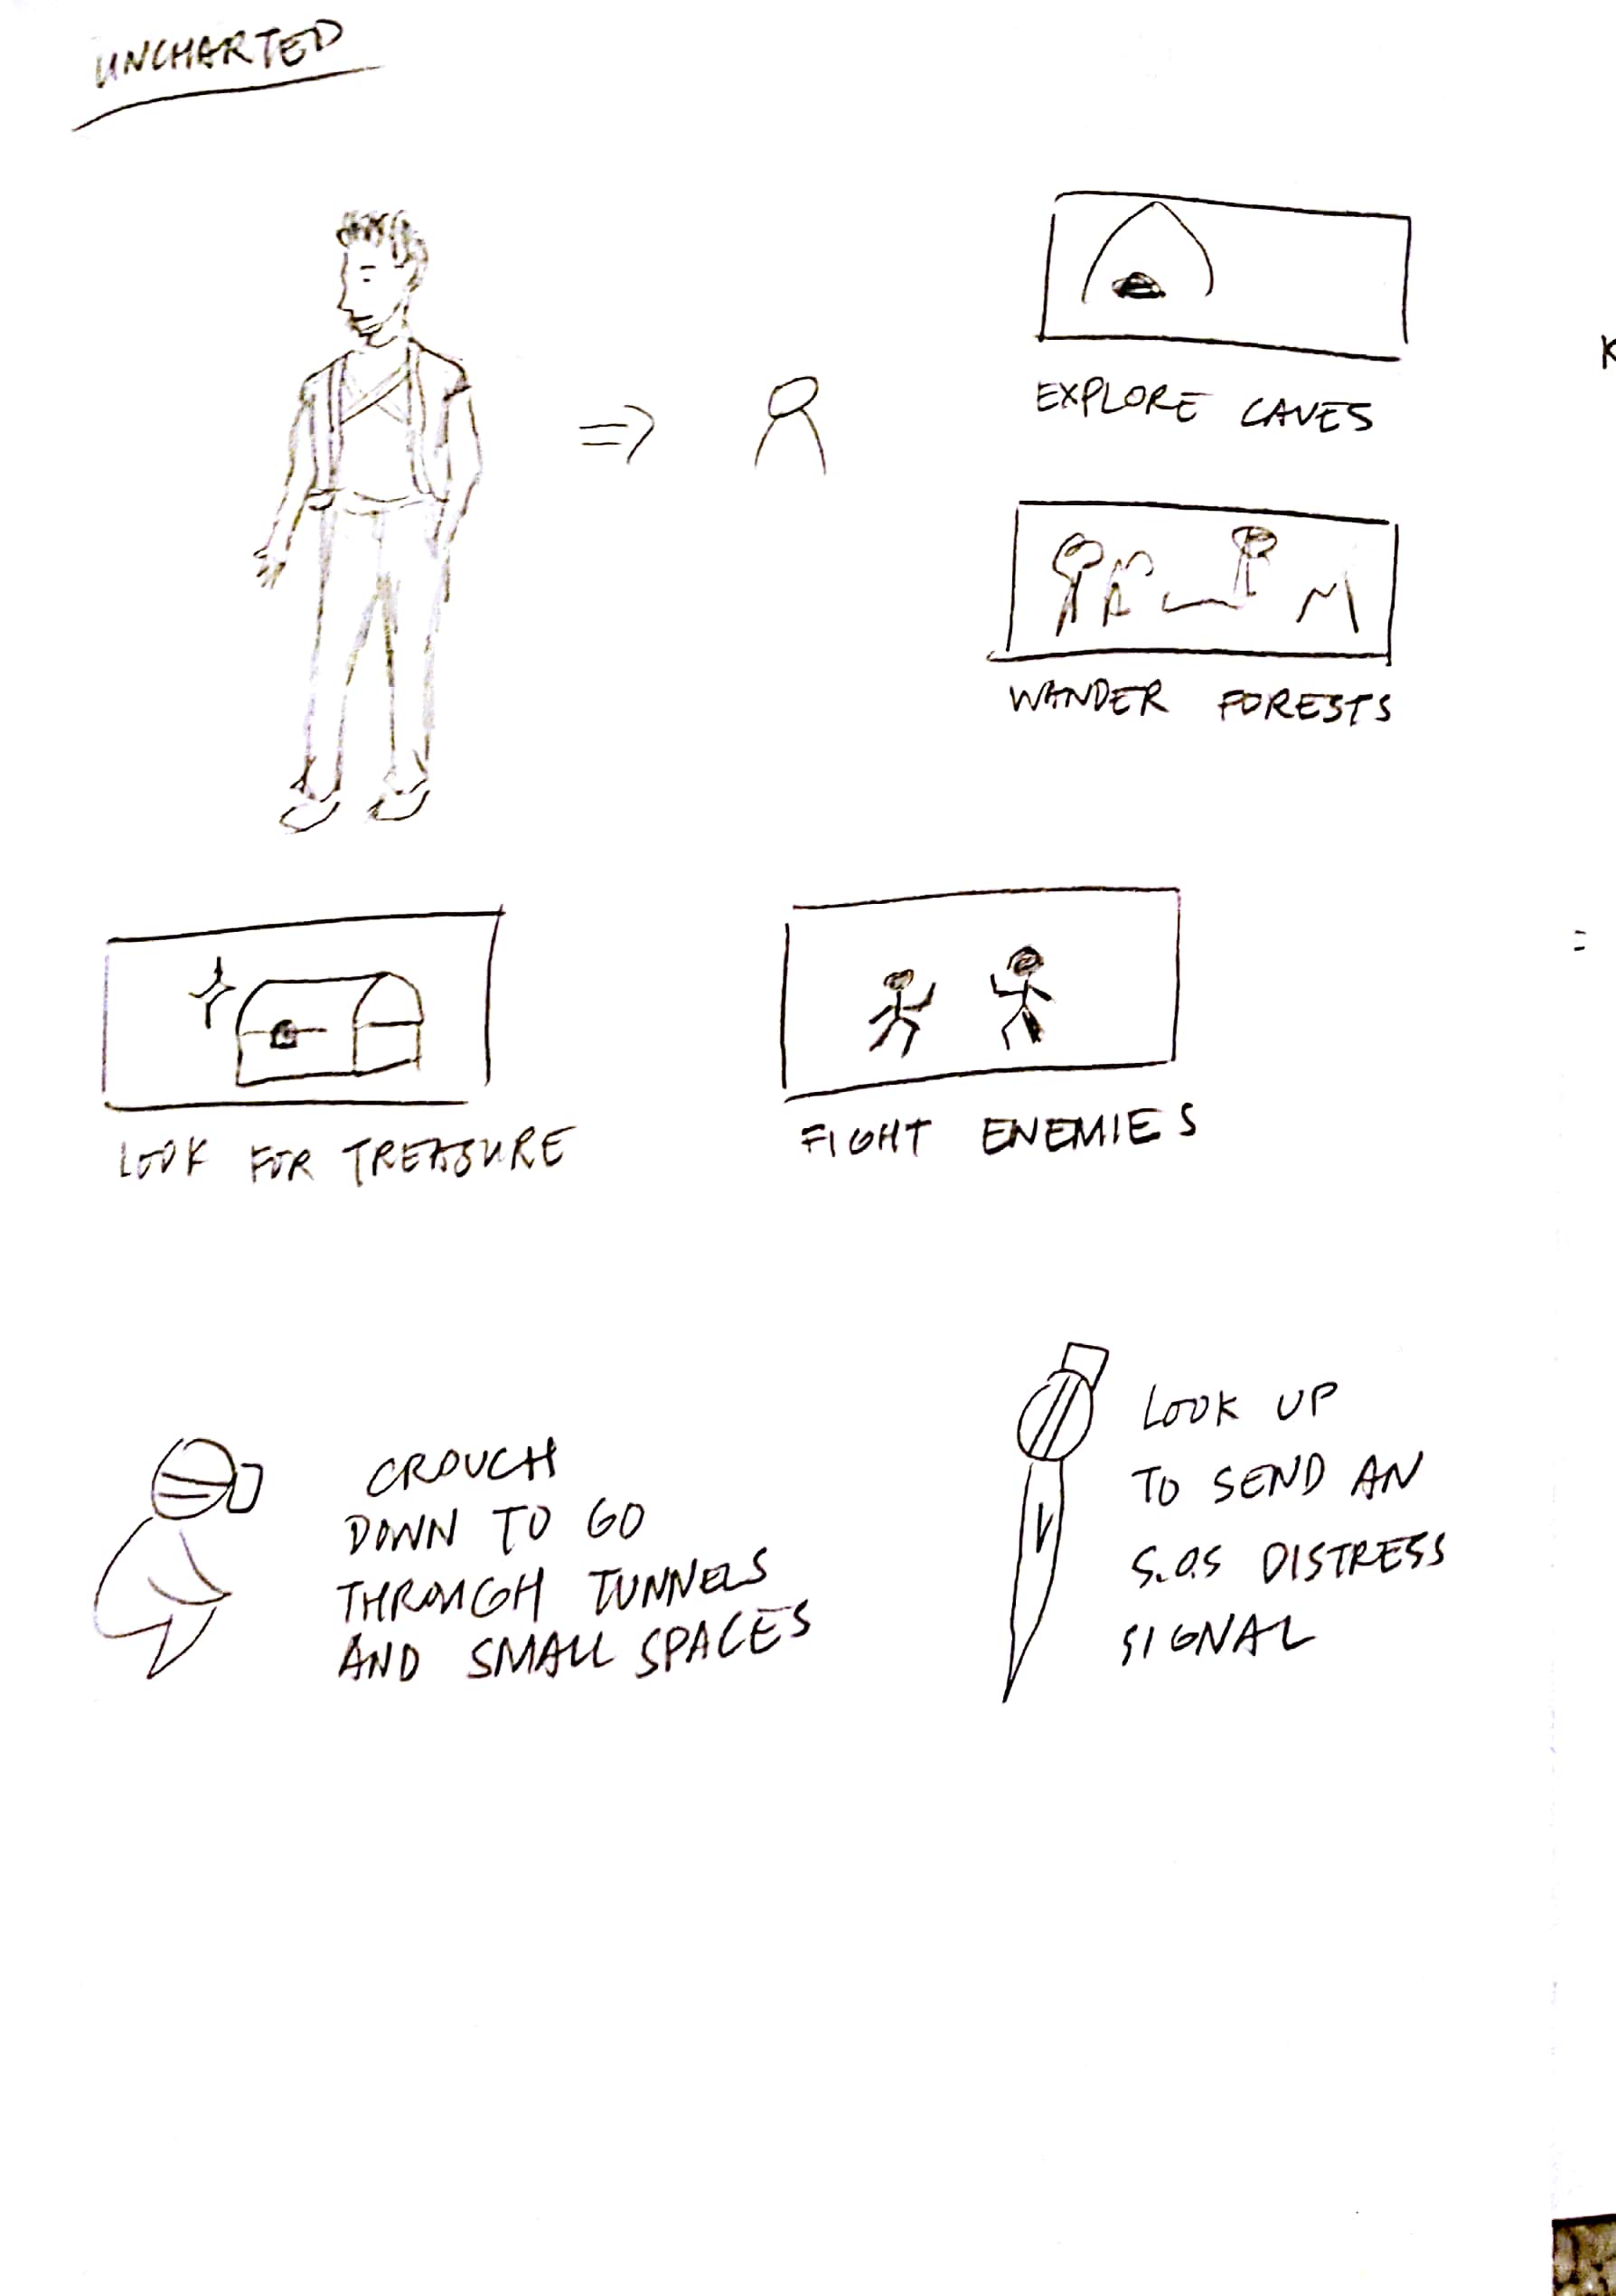 UNCHARTED
EXPLORE CAVES
WANDER FORESTS
LOOK FOR TREASURE
FIGHT ENEMIES
CROUCH
DOWN TO GO
THROUGH TUNNELS
AND SMALL SPACES
LOOK UP
TO SEND AN
S.O.S DISTRESS
SIGNAL
K